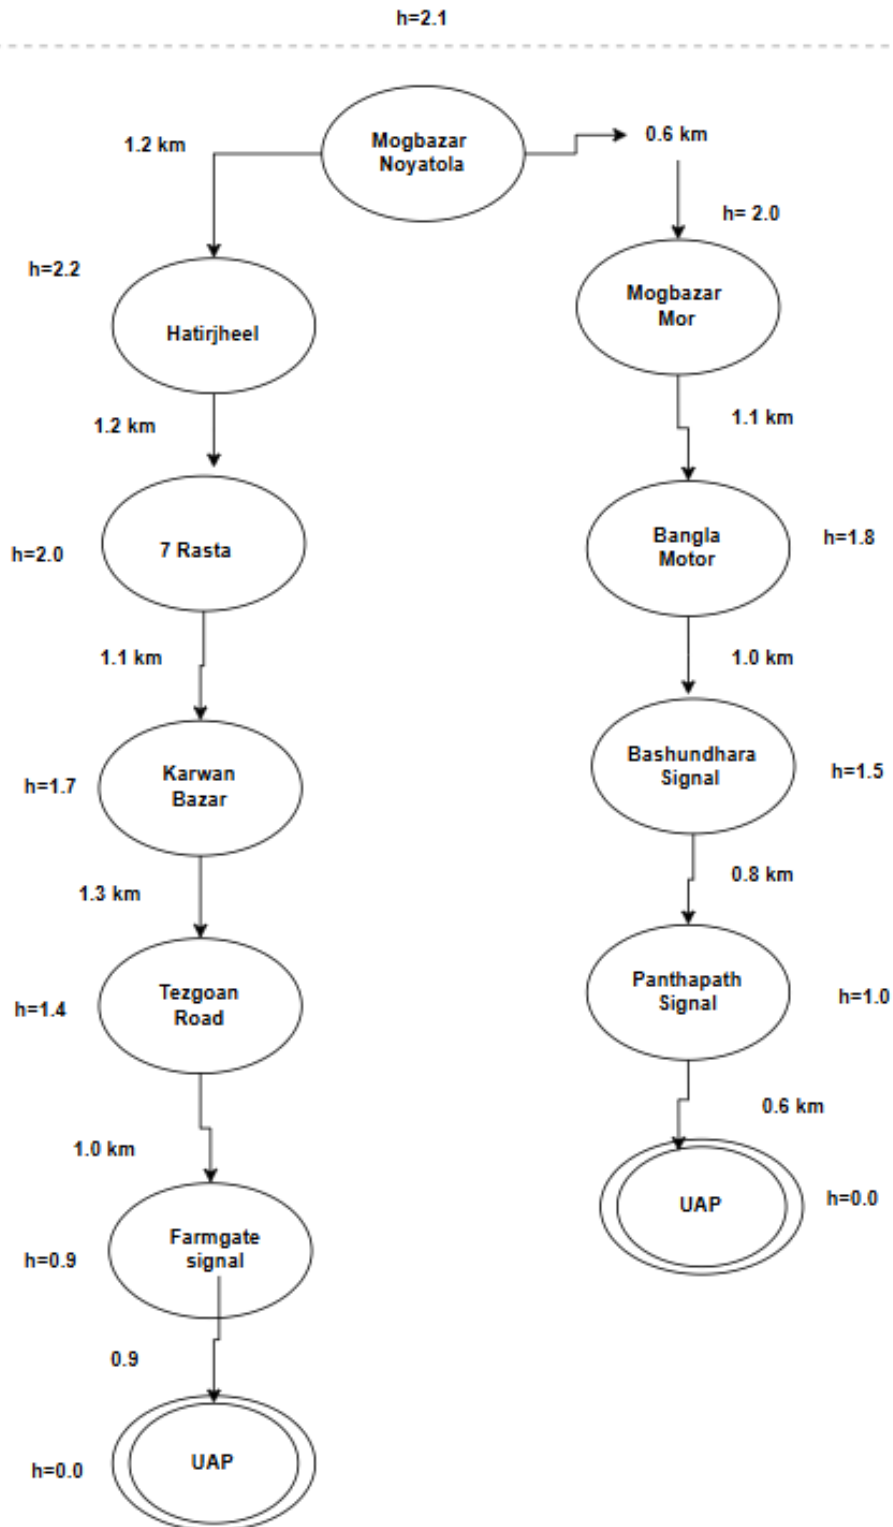 h=2.1
Mogbazar
Noyatola
1.2 km
0.6 km
h= 2.0
h=2.2
Mogbazar
Mor
Hatirjheel
1.2 km
1.1 km
h=2.0
7 Rasta
Bangla
Motor
h=1.8
1.1 km
1.0 km
h=1.7
Karwan
Bazar
Bashundhara
Signal
h=1.5
1.3 km
0.8 km
h=1.4
Tezgoan
Road
Panthapath
Signal
h=1.0
1.0 km
0.6 km
h=0.9
Farmgate
signal
UAP
h=0.0
0.9
h=0.0
UAP